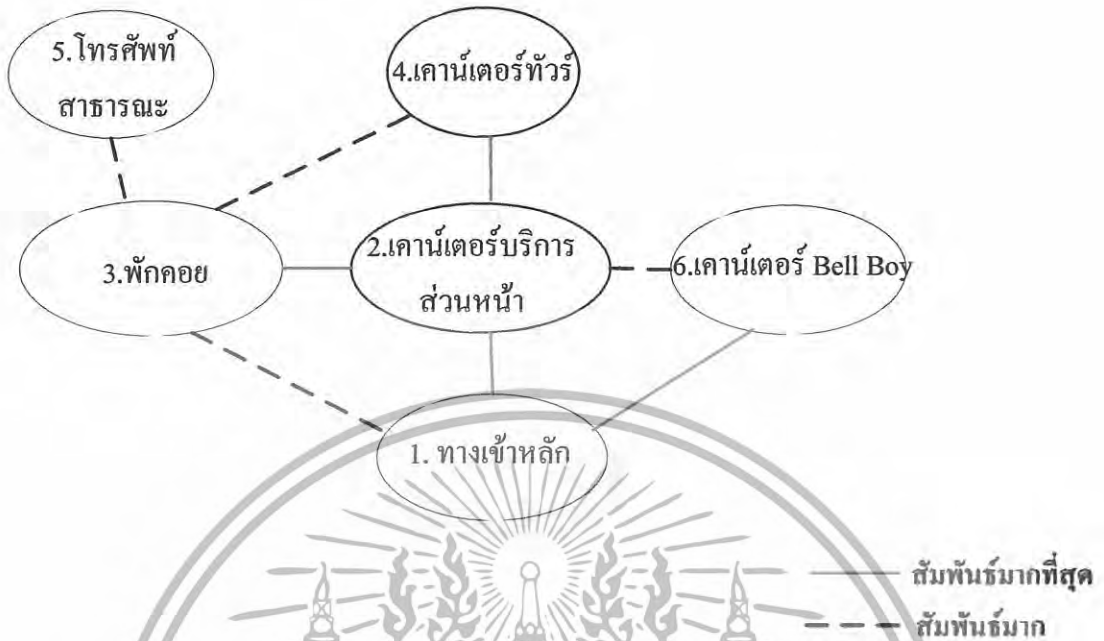 5.โทรศัพท์
สาธารณะ
4.เคาน์เตอร์ทัวร์
3.พักคอย
2.เคาน์เตอร์บริการ
ส่วนหน้า
6.เคาน์เตอร์ Bell Boy
1. ทางเข้าหลัก
สัมพันธ์มากที่สุด
สัมพันธ์มาก